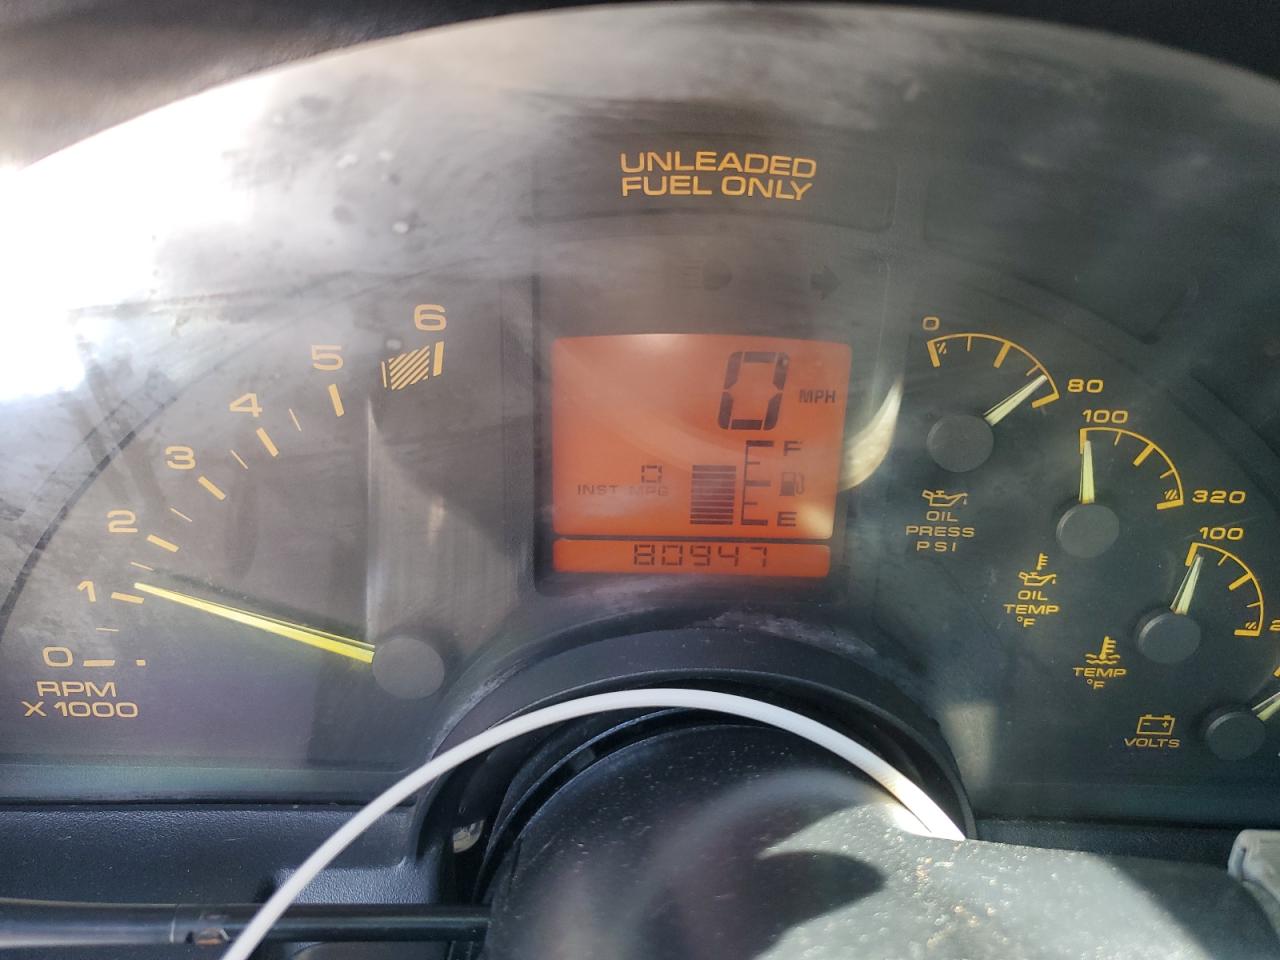 UNLEADED
FUEL ONLY
6
5
4
3
2
1
0
RPM
X 1000
0
MPH
F
0
INST MPG
E
80947
0
80
OIL
PRESS
PSI
100
320
OIL
TEMP
°F
100
TEMP
°F
VOLTS